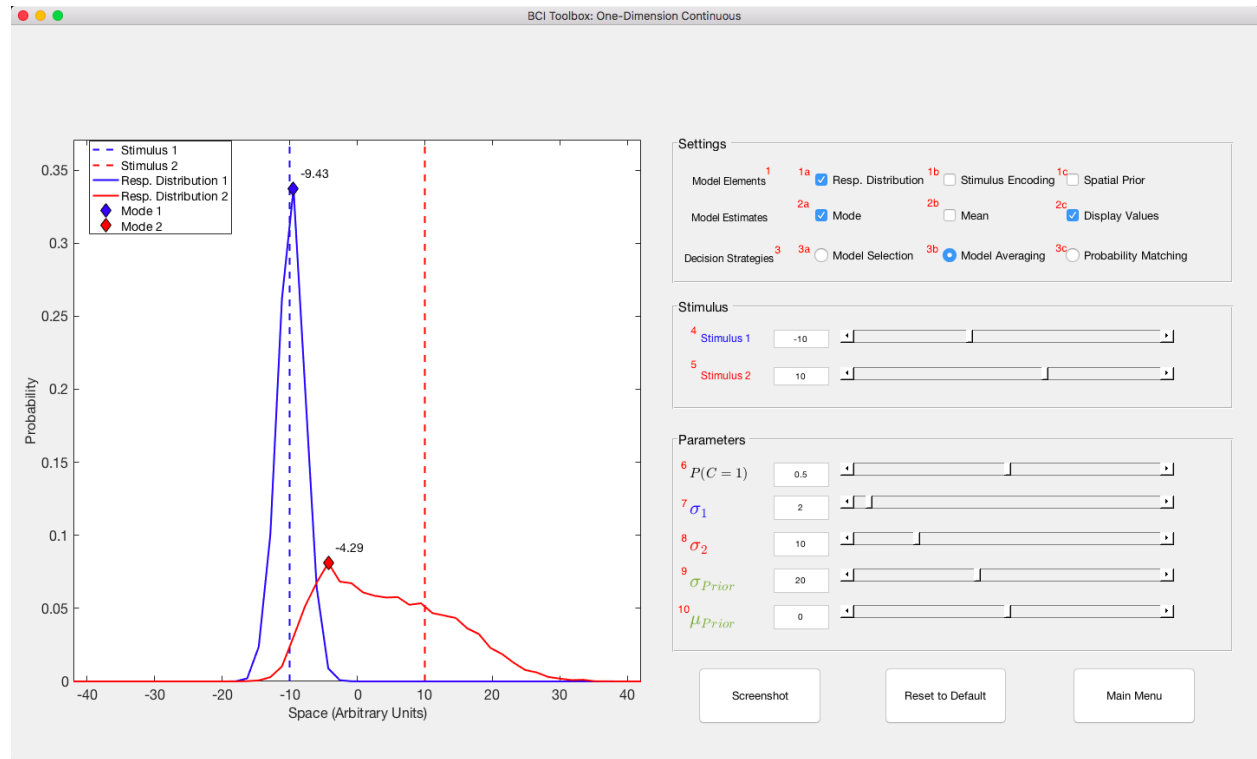 BCI Toolbox: One-Dimension Continuous
Stimulus 1
Stimulus 2
Resp. Distribution 1
Resp. Distribution 2
Mode 1
Mode 2
-9.43
-4.29
0.35
0.3
0.25
0.2
0.15
0.1
0.05
0
Probability
-40 -30 -20 -10 0 10 20 30 40
Space (Arbitrary Units)
Settings
Model Elements 1 1a Resp. Distribution 1b Stimulus Encoding 1c Spatial Prior
Model Estimates 2a Mode 2b Mean 2c Display Values
Decision Strategies 3 3a Model Selection 3b Model Averaging 3c Probability Matching
Stimulus
4 Stimulus 1 -10
5 Stimulus 2 10
Parameters
6 P(C = 1) 0.5
7 σ1 2
8 σ2 10
9 σPrior 20
10 μPrior 0
Screenshot Reset to Default Main Menu